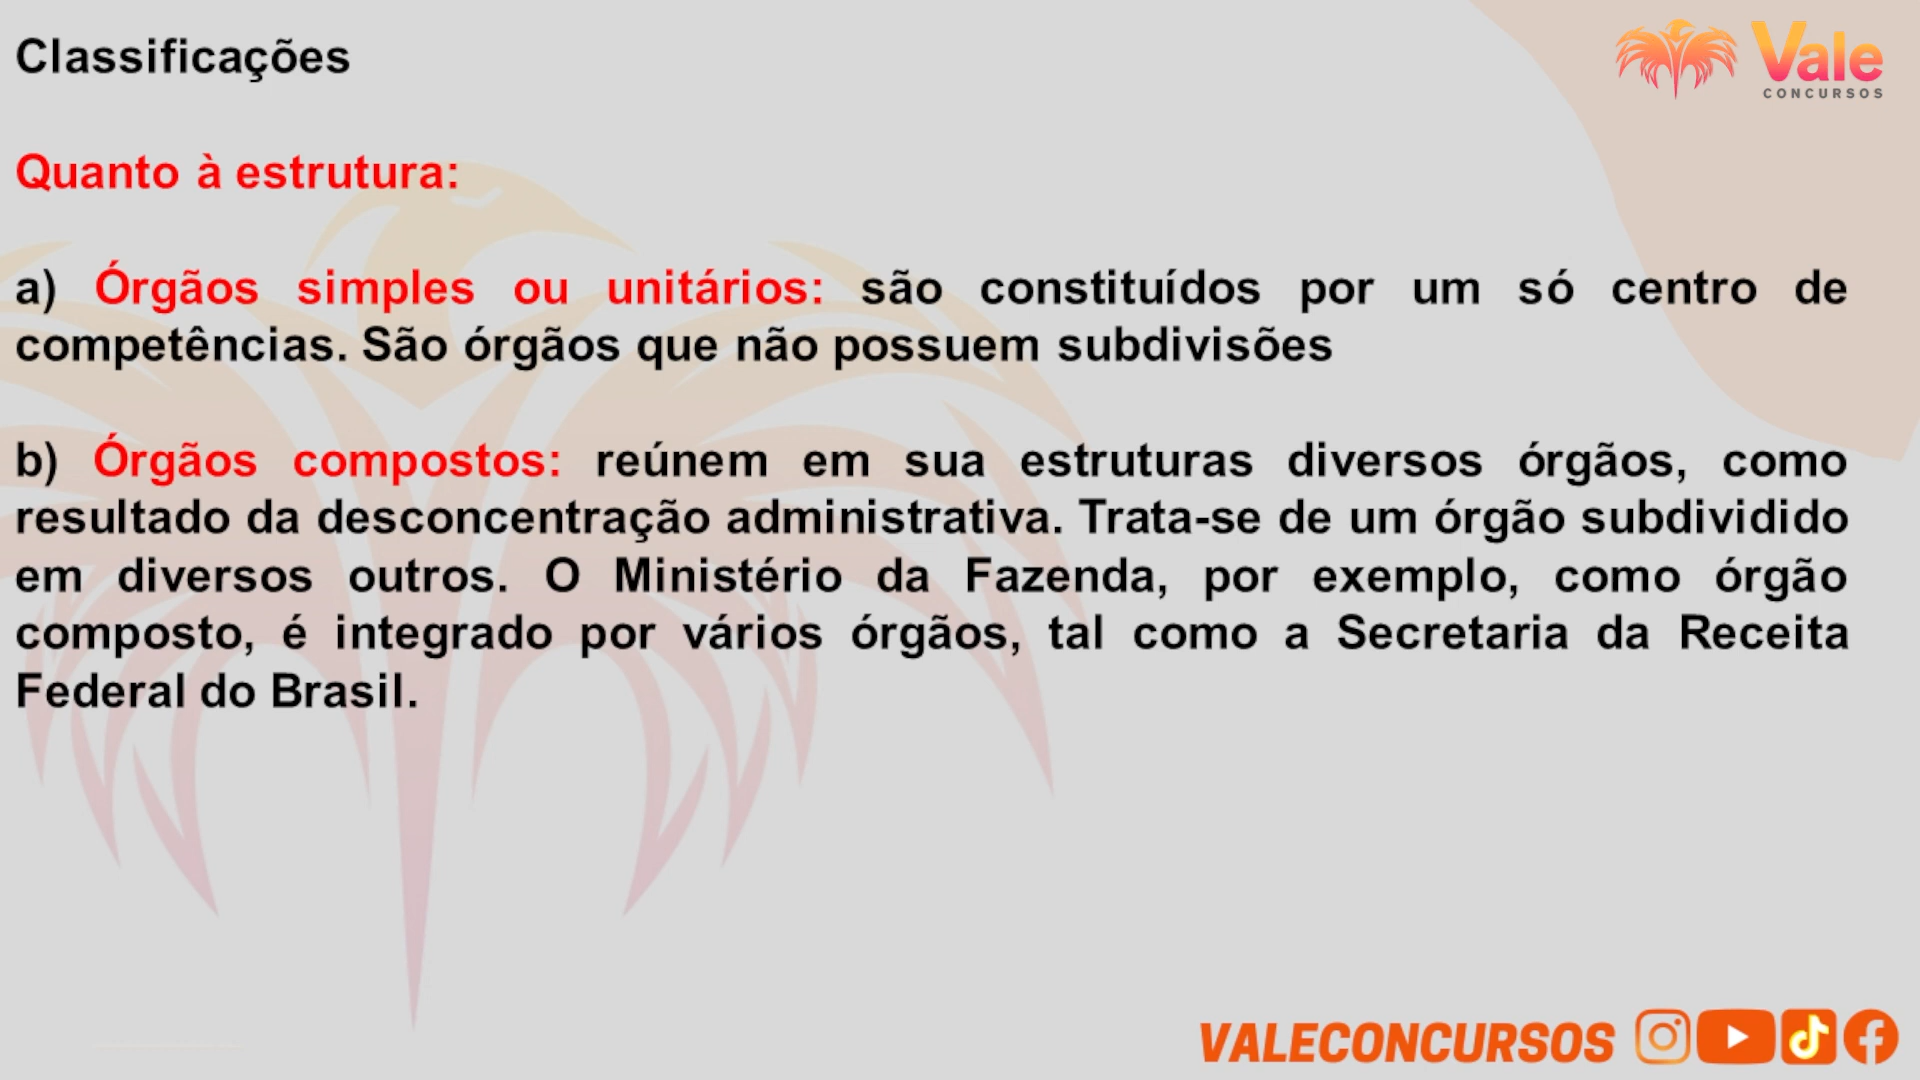 Classificações
Vale
CONCURSOS
Quanto à estrutura:
a) Órgãos simples ou unitários: são constituídos por um só centro de
competências. São órgãos que não possuem subdivisões
b) Órgãos compostos: reúnem em sua estruturas diversos órgãos, como
resultado da desconcentração administrativa. Trata-se de um órgão subdividido
em diversos outros. O Ministério da Fazenda, por exemplo, como órgão
composto, é integrado por vários órgãos, tal como a Secretaria da Receita
Federal do Brasil.
VALECONCURSOS